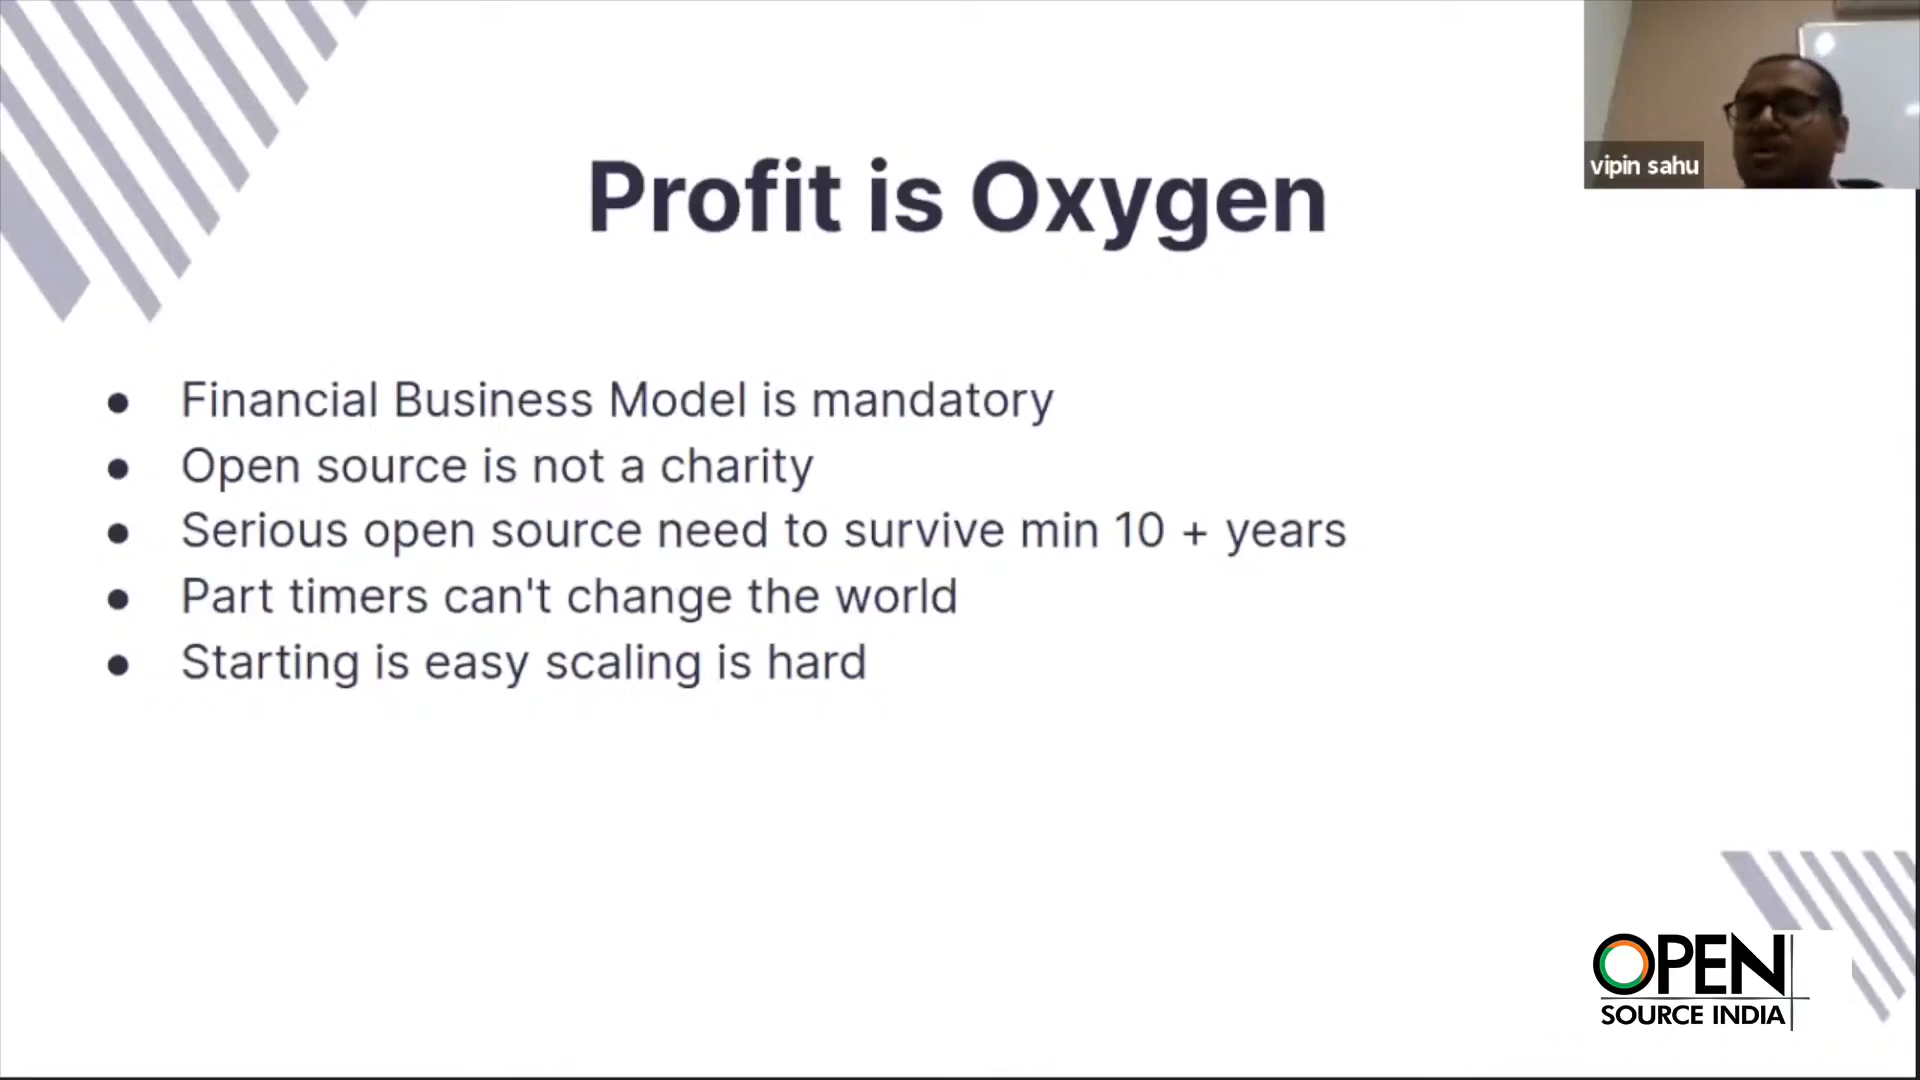 vipin sahu
Profit is Oxygen
● Financial Business Model is mandatory
● Open source is not a charity
● Serious open source need to survive min 10 + years
● Part timers can't change the world
● Starting is easy scaling is hard
OPEN
SOURCE INDIA